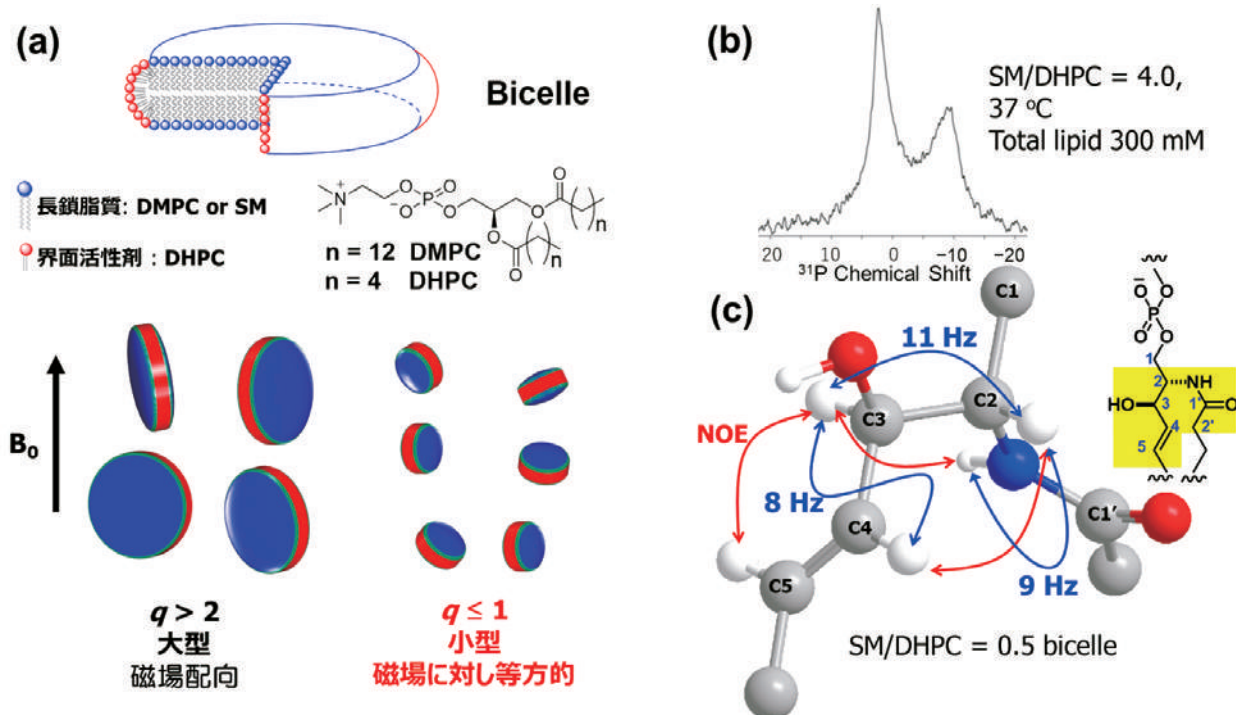 (a)
Bicelle
長鎖脂質: DMPC or SM
界面活性剤 : DHPC
N
+
O
P
O
O
−
O
O
O
O
O
n
n
n = 12 DMPC
n = 4 DHPC
B0
q > 2
大型
磁場配向
q ≤ 1
小型
磁場に対し等方的
(b)
SM/DHPC = 4.0,
37 ºC
Total lipid 300 mM
20 10 0 −10 −20
31P Chemical Shift
(c)
C1
11 Hz
C3
C2
NOE
8 Hz
C4
C1′
9 Hz
C5
SM/DHPC = 0.5 bicelle
−
O
O
P
O
O
1
2
NH
HO
3
1'
O
4
2'
5